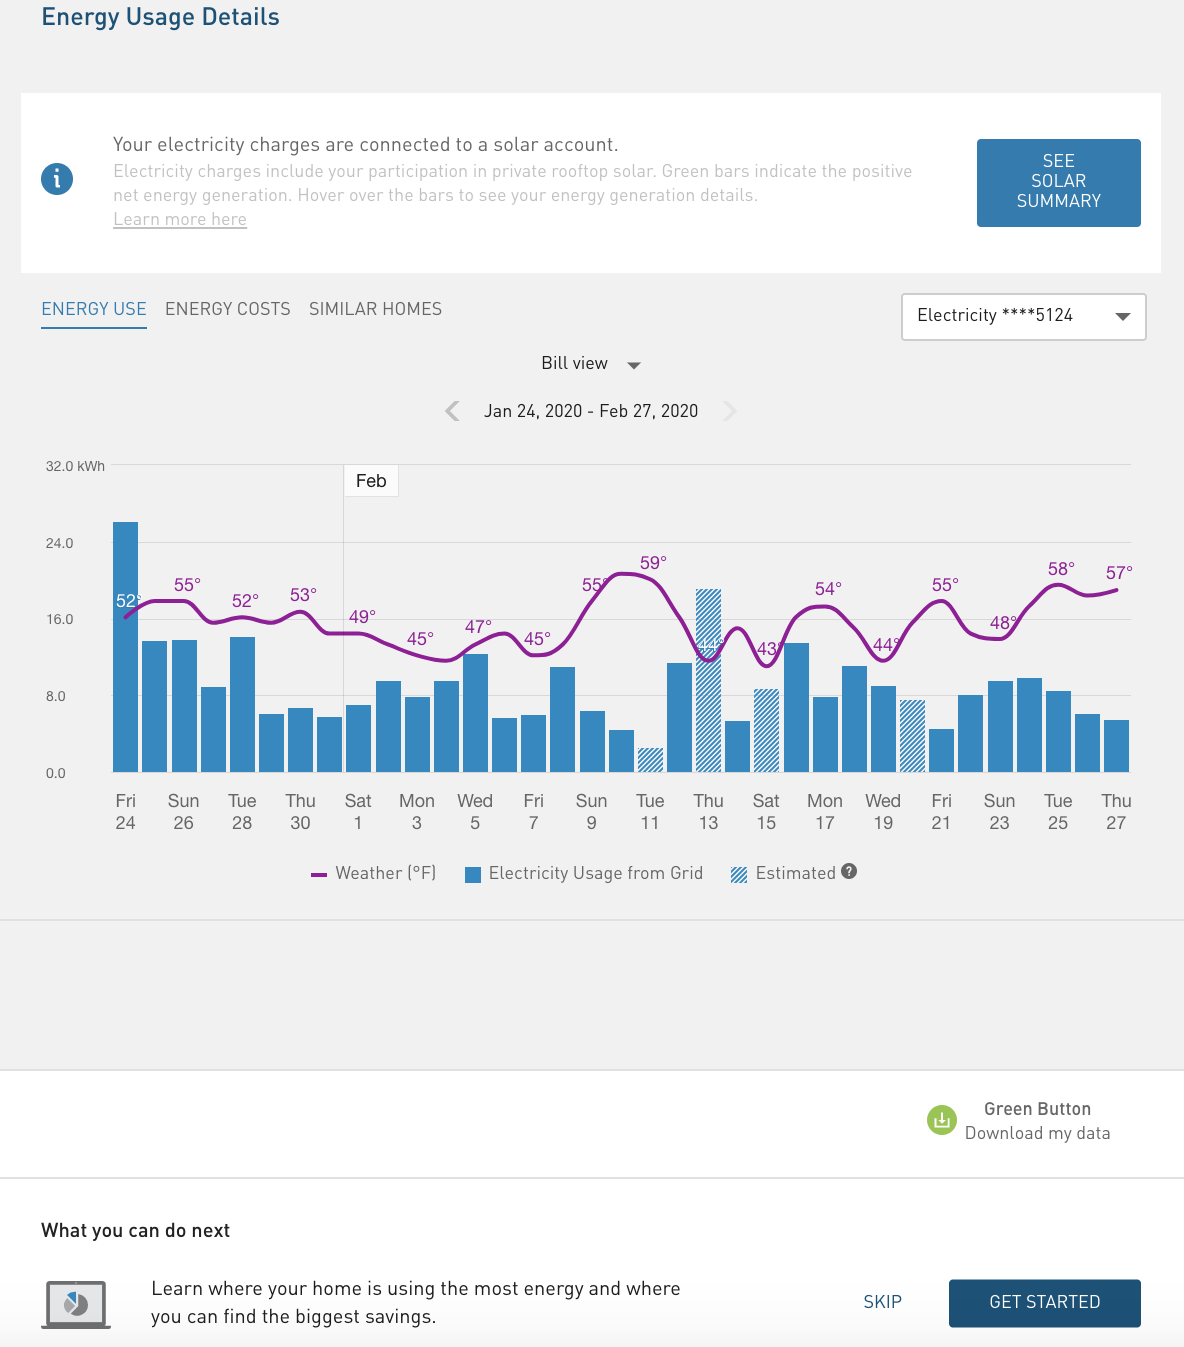 Energy Usage Details
Your electricity charges are connected to a solar account.
Electricity charges include your participation in private rooftop solar. Green bars indicate the positive
net energy generation. Hover over the bars to see your energy generation details.
Learn more here
SEE
SOLAR
SUMMARY
ENERGY USE ENERGY COSTS SIMILAR HOMES
Electricity ****5124
Bill view
Jan 24, 2020 - Feb 27, 2020
32.0 kWh
24.0
16.0
8.0
0.0
Feb
52° 55° 52° 53° 49° 45° 47° 45° 55° 59° 44° 43° 54° 44° 55° 48° 58° 57°
Fri Sun Tue Thu Sat Mon Wed Fri Sun Tue Thu Sat Mon Wed Fri Sun Tue Thu
24 26 28 30 1 3 5 7 9 11 13 15 17 19 21 23 25 27
Weather (°F) Electricity Usage from Grid Estimated ?
Green Button
Download my data
What you can do next
Learn where your home is using the most energy and where
you can find the biggest savings.
SKIP
GET STARTED